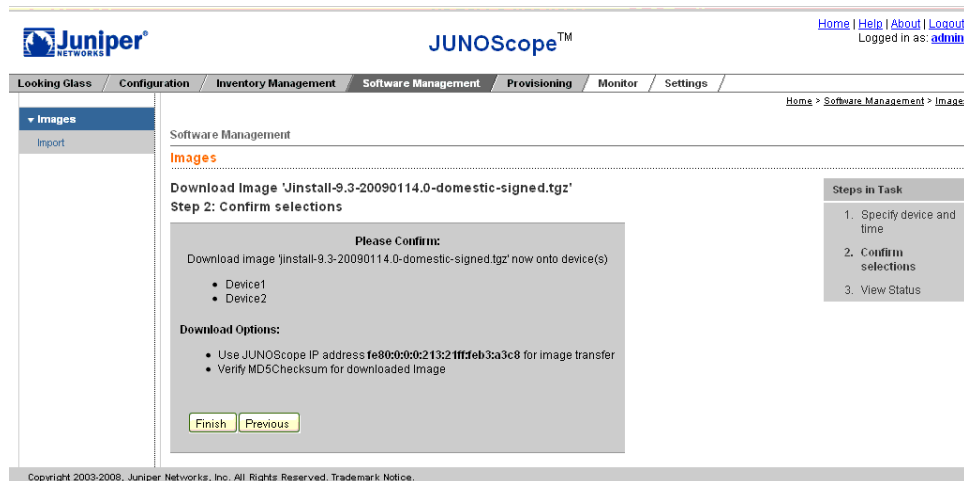 Juniper®
NETWORKS
JUNOScope™
Home | Help | About | Logout
Logged in as: admin
Looking Glass / Configuration / Inventory Management / Software Management / Provisioning / Monitor / Settings /
Home > Software Management > Images
Images
Import
Software Management
Images
Download Image 'Jinstall-9.3-20090114.0-domestic-signed.tgz'
Step 2: Confirm selections
Please Confirm:
Download image 'jinstall-9.3-20090114.0-domestic-signed.tgz' now onto device(s)
• Device1
• Device2
Download Options:
• Use JUNOScope IP address fe80:0:0:0:213:21ff:feb3:a3c8 for image transfer
• Verify MD5Checksum for downloaded Image
Finish Previous
Steps in Task
1. Specify device and
time
2. Confirm
selections
3. View Status
Copyright 2003-2008, Juniper Networks, Inc. All Rights Reserved. Trademark Notice.